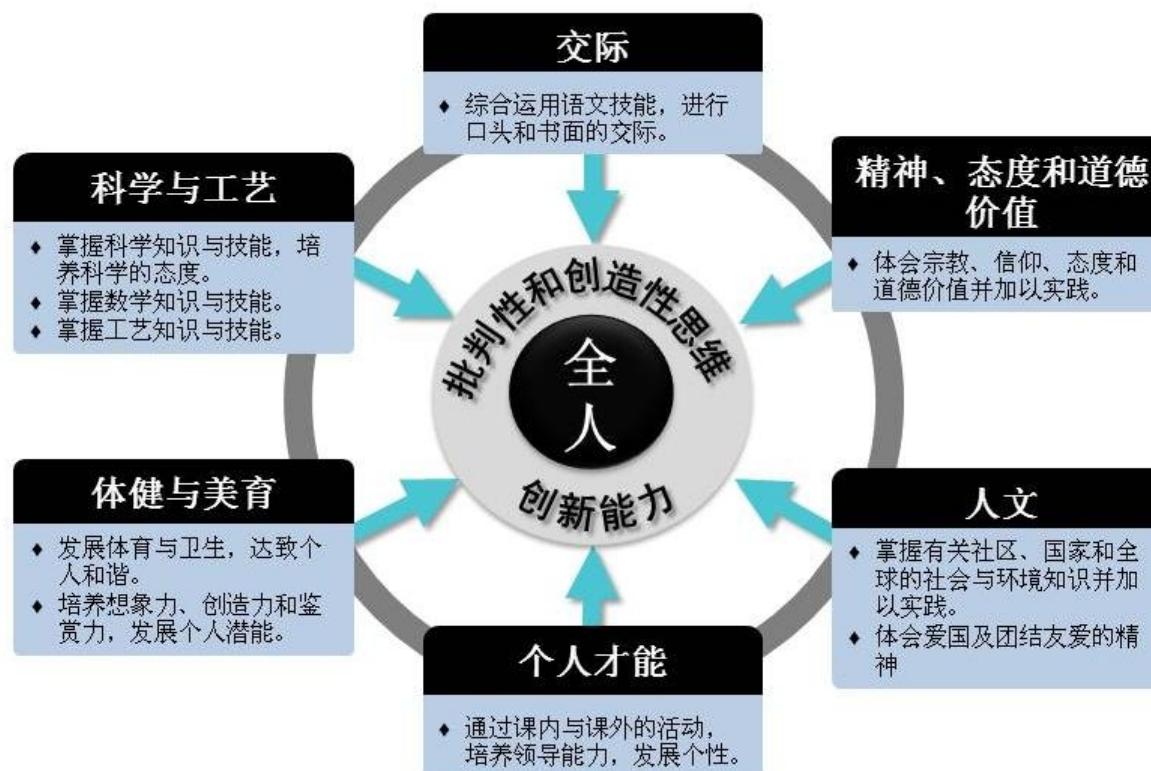 交际
♦ 综合运用语文技能，进行
口头和书面的交际。
精神、态度和道德
价值
♦ 体会宗教、信仰、态度和
道德价值并加以实践。
人文
♦ 掌握有关社区、国家和全
球的社会与环境知识并加
以实践。
♦ 体会爱国及团结友爱的精
神
个人才能
♦ 通过课内与课外的活动，
培养领导能力，发展个性。
体健与美育
♦ 发展体育与卫生，达致个
人和谐。
♦ 培养想象力、创造力和鉴
赏力，发展个人潜能。
科学与工艺
♦ 掌握科学知识与技能，培
养科学的态度。
♦ 掌握数学知识与技能。
♦ 掌握工艺知识与技能。
批判性和创造性思维
全
人
创新能力